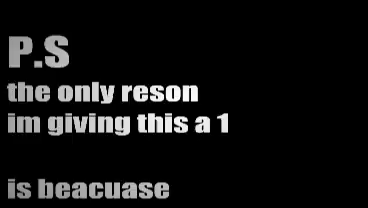 P.S
the only reson
im giving this a 1
is beacuase